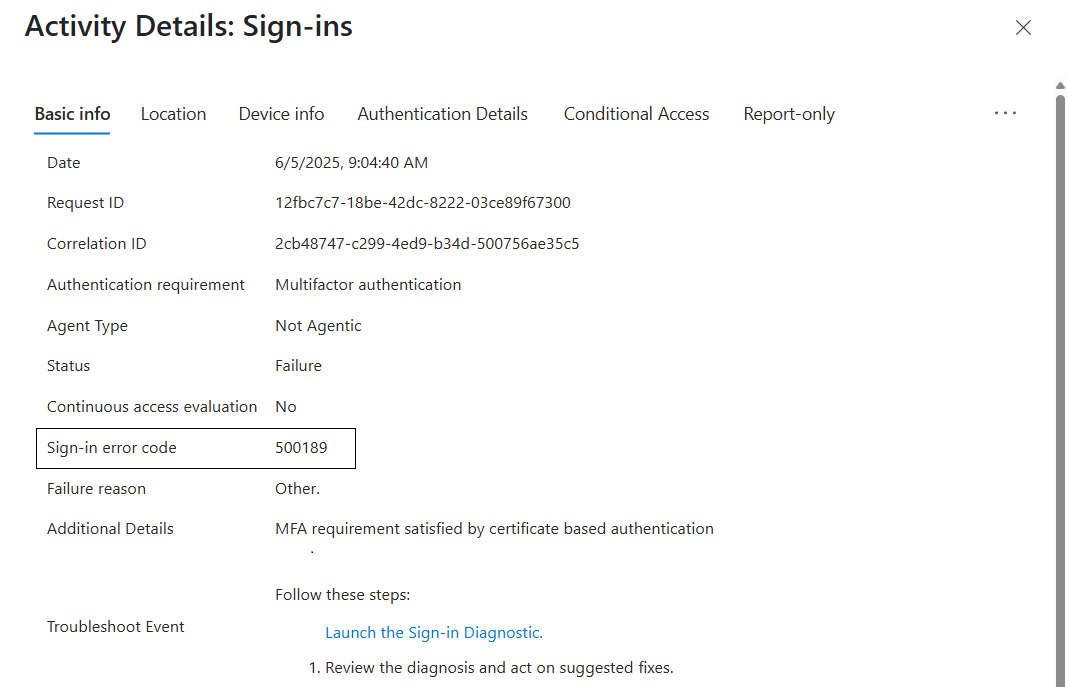 Activity Details: Sign-ins
Basic info Location Device info Authentication Details Conditional Access Report-only ...
Date 6/5/2025, 9:04:40 AM
Request ID 12fbc7c7-18be-42dc-8222-03ce89f67300
Correlation ID 2cb48747-c299-4ed9-b34d-500756ae35c5
Authentication requirement Multifactor authentication
Agent Type Not Agentic
Status Failure
Continuous access evaluation No
Sign-in error code 500189
Failure reason Other.
Additional Details MFA requirement satisfied by certificate based authentication
.
Follow these steps:
Troubleshoot Event
Launch the Sign-in Diagnostic.
1. Review the diagnosis and act on suggested fixes.